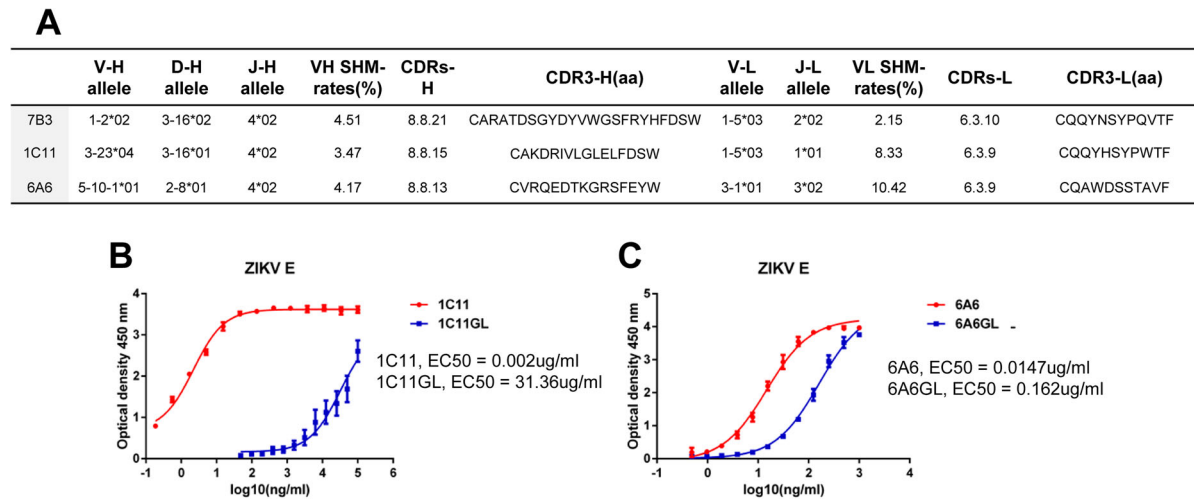 A
V-H allele D-H allele J-H allele VH SHM-rates(%) CDRs-H CDR3-H(aa) V-L allele J-L allele VL SHM-rates(%) CDRs-L CDR3-L(aa)
7B3 1-2*02 3-16*02 4*02 4.51 8.8.21 CARATDSGYDYVWGSFRYHFDSW 1-5*03 2*02 2.15 6.3.10 CQQYNSYPQVTF
1C11 3-23*04 3-16*01 4*02 3.47 8.8.15 CAKDRIVLGLELFDSW 1-5*03 1*01 8.33 6.3.9 CQQYHSYPWTF
6A6 5-10-1*01 2-8*01 4*02 4.17 8.8.13 CVRQEDTKGRSFEYW 3-1*01 3*02 10.42 6.3.9 CQAWDSSTAVF
B
ZIKV E
Optical density 450 nm
4
3
2
1
0
-1 0 1 2 3 4 5 6
log10(ng/ml)
1C11
1C11GL
1C11, EC50 = 0.002ug/ml
1C11GL, EC50 = 31.36ug/ml
C
ZIKV E
Optical density 450 nm
5
4
3
2
1
0
-1 0 1 2 3 4
log10(ng/ml)
6A6
6A6GL -
6A6, EC50 = 0.0147ug/ml
6A6GL, EC50 = 0.162ug/ml